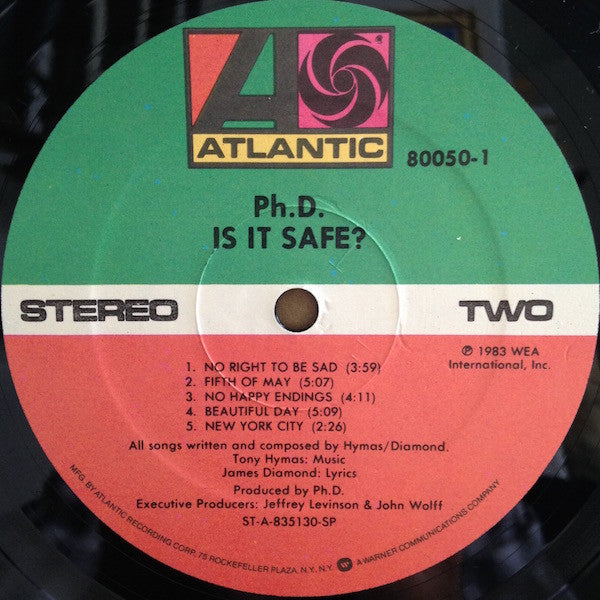 ATLANTIC
80050-1
Ph.D.
IS IT SAFE?
STEREO
TWO
℗ 1983 WEA
International, Inc.
1. NO RIGHT TO BE SAD (3:59)
2. FIFTH OF MAY (5:07)
3. NO HAPPY ENDINGS (4:11)
4. BEAUTIFUL DAY (5:09)
5. NEW YORK CITY (2:26)
All songs written and composed by Hymas/Diamond.
Tony Hymas: Music
James Diamond: Lyrics
Produced by Ph.D.
Executive Producers: Jeffrey Levinson & John Wolff
ST-A-835130-SP
MFG. BY ATLANTIC RECORDING CORP. 75 ROCKEFELLER PLAZA, N.Y. N.Y. A WARNER COMMUNICATIONS COMPANY